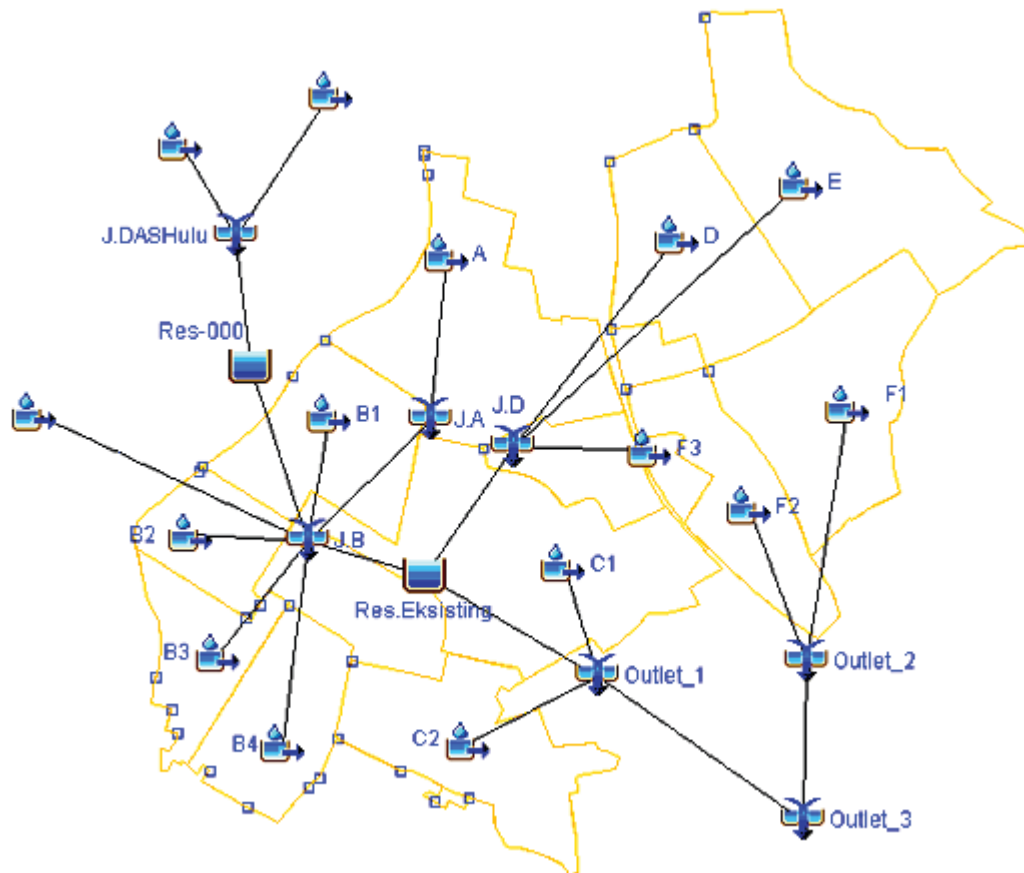 E
D
J.DASHulu
A
Res-000
B1
J.A
J.D
F1
F3
F2
B2
J.B
C1
Res.Eksisting
B3
Outlet_1
Outlet_2
B4
C2
Outlet_3